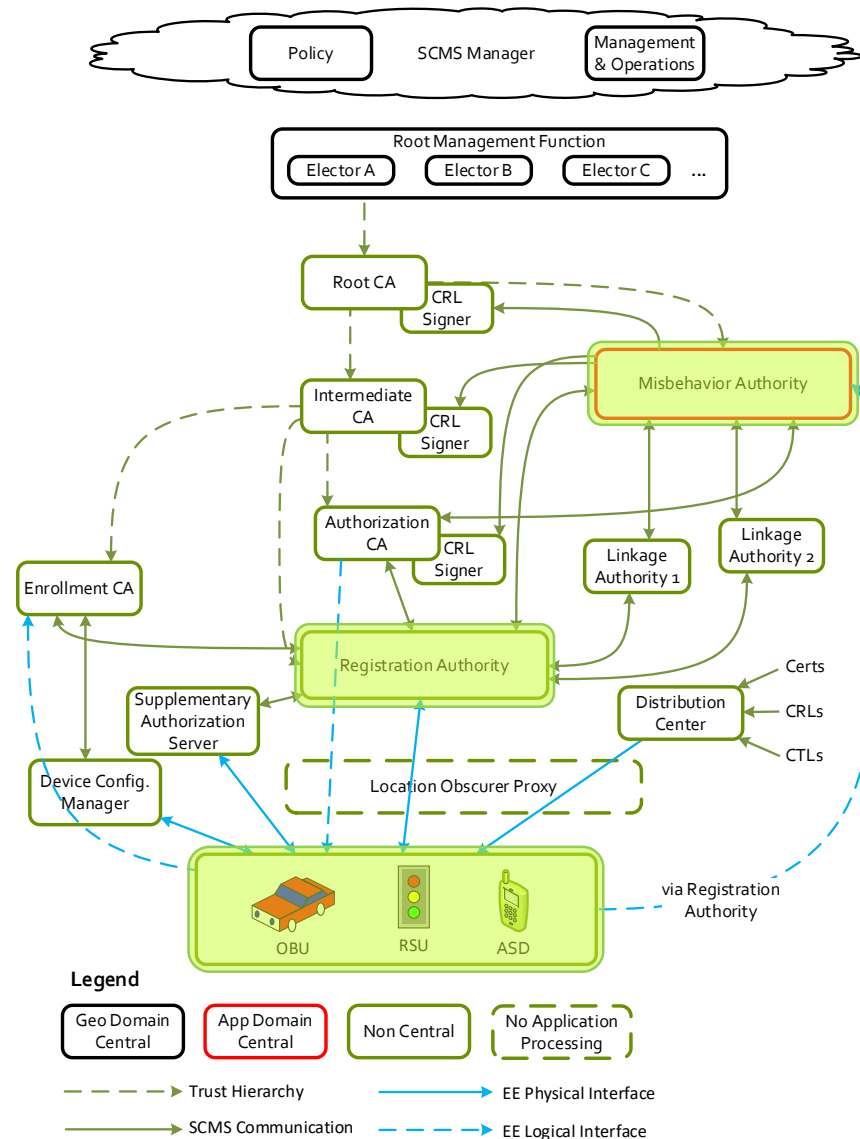 Policy
SCMS Manager
Management
& Operations
Root Management Function
Elector A
Elector B
Elector C
...
Root CA
CRL
Signer
Misbehavior Authority
Intermediate
CA
CRL
Signer
Authorization
CA
CRL
Signer
Linkage
Authority 1
Linkage
Authority 2
Enrollment CA
Registration Authority
Certs
CRLs
CTLs
Distribution
Center
Supplementary
Authorization
Server
Device Config.
Manager
Location Obscurer Proxy
via Registration
Authority
OBU
RSU
ASD
Legend
Geo Domain
Central
App Domain
Central
Non Central
No Application
Processing
Trust Hierarchy
EE Physical Interface
SCMS Communication
EE Logical Interface